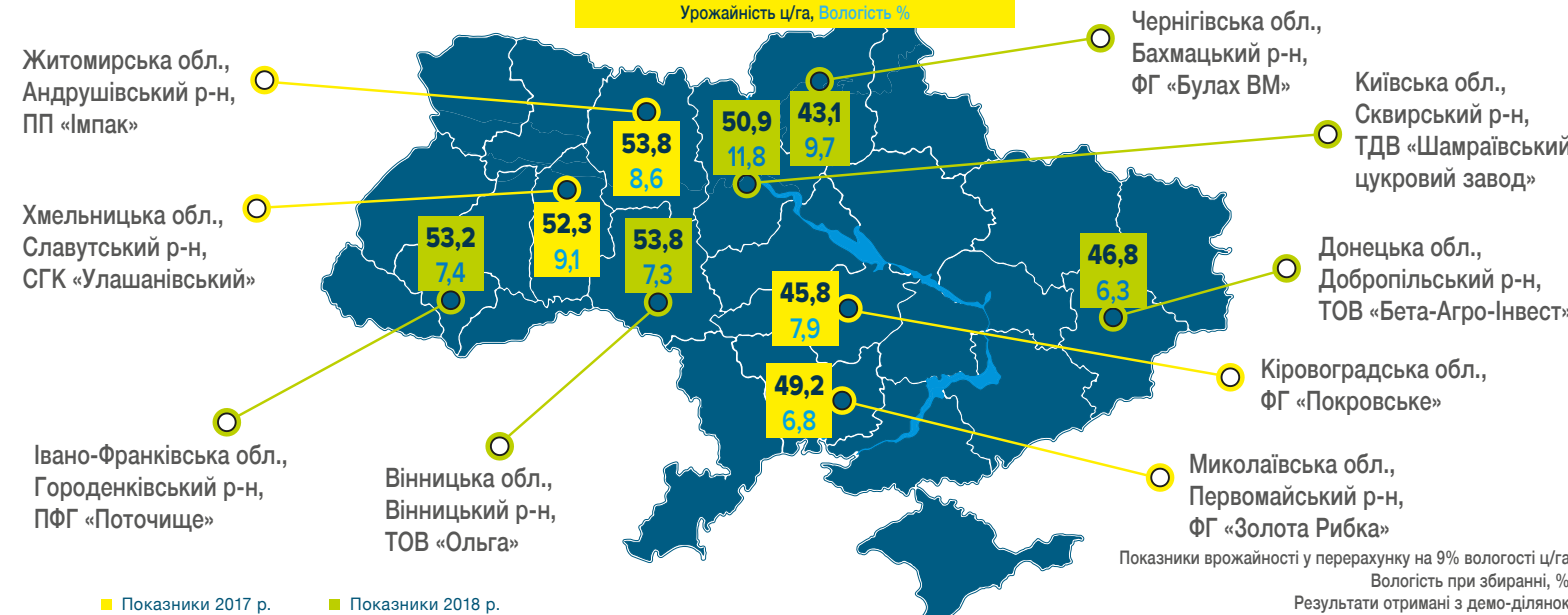 Урожайність ц/га, Вологість %
Житомирська обл.,
Андрушівський р-н,
ПП «Імпак»
Хмельницька обл.,
Славутський р-н,
СГК «Улашанівський»
Івано-Франківська обл.,
Городенківський р-н,
ПФГ «Поточище»
Вінницька обл.,
Вінницький р-н,
ТОВ «Ольга»
53,8
8,6
50,9
11,8
43,1
9,7
52,3
9,1
53,2
7,4
53,8
7,3
46,8
6,3
45,8
7,9
49,2
6,8
Чернігівська обл.,
Бахмацький р-н,
ФГ «Булах ВМ»
Київська обл.,
Сквирський р-н,
ТДВ «Шамраївський
цукровий завод»
Донецька обл.,
Добропільський р-н,
ТОВ «Бета-Агро-Інвест»
Кіровоградська обл.,
ФГ «Покровське»
Миколаївська обл.,
Первомайський р-н,
ФГ «Золота Рибка»
Показники врожайності у перерахунку на 9% вологості ц/га
Вологість при збиранні, %
Результати отримані з демо-ділянок
Показники 2017 р.
Показники 2018 р.